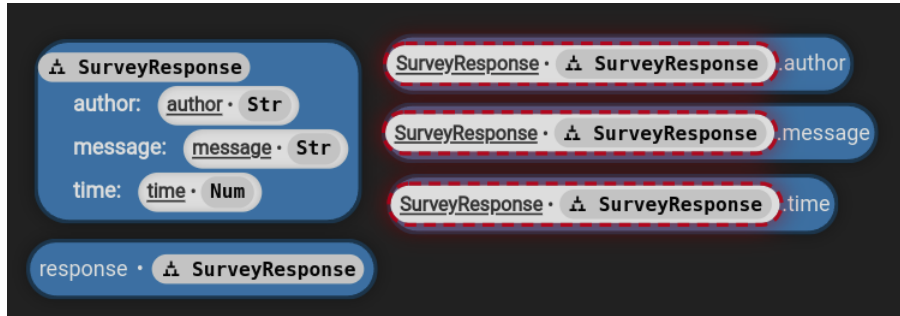 SurveyResponse
author: author · Str
message: message · Str
time: time · Num
response · SurveyResponse
SurveyResponse · SurveyResponse .author
SurveyResponse · SurveyResponse .message
SurveyResponse · SurveyResponse .time